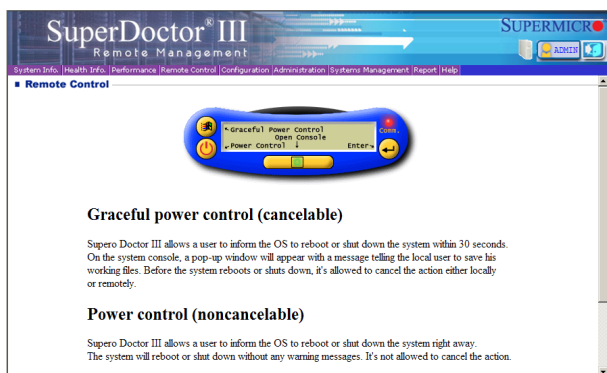 SuperDoctor® III
Remote Management
SUPERMICRO
ADMIN
System Info. Health Info. Performance Remote Control Configuration Administration Systems Management Report Help
Remote Control
Graceful Power Control
Open Console
Power Control ↓ Enter
Comm.
Graceful power control (cancelable)
Supero Doctor III allows a user to inform the OS to reboot or shut down the system within 30 seconds.
On the system console, a pop-up window will appear with a message telling the local user to save his
working files. Before the system reboots or shuts down, it's allowed to cancel the action either locally
or remotely.
Power control (noncancelable)
Supero Doctor III allows a user to inform the OS to reboot or shut down the system right away.
The system will reboot or shut down without any warning messages. It's not allowed to cancel the action.